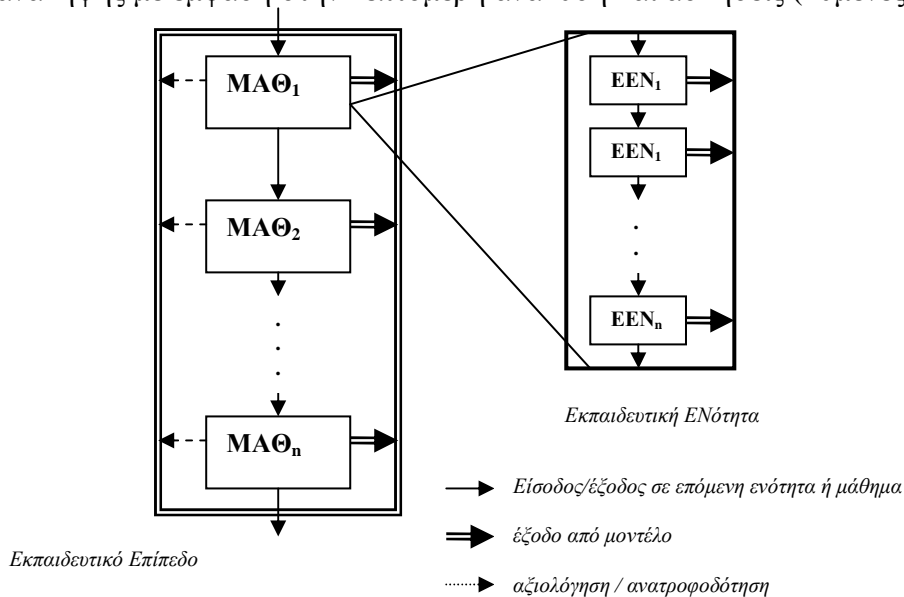 ΜΑΘ1
ΜΑΘ2
.
.
.
ΜΑΘn
Εκπαιδευτικό Επίπεδο
ΕΕΝ1
ΕΕΝ1
.
.
ΕΕΝn
Εκπαιδευτική ΕΝότητα
Είσοδος/έξοδος σε επόμενη ενότητα ή μάθημα
έξοδο από μοντέλο
αξιολόγηση / ανατροφοδότηση